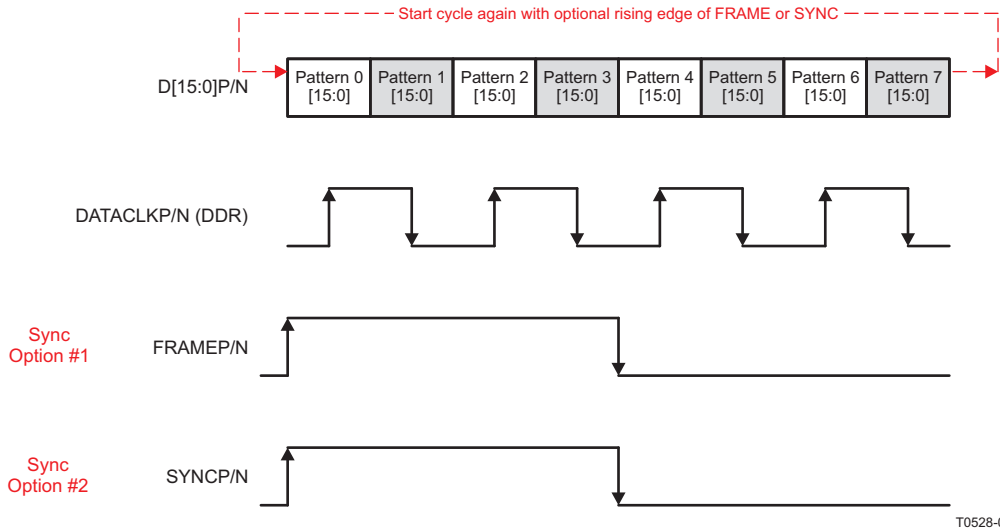 Start cycle again with optional rising edge of FRAME or SYNC
D[15:0]P/N
Pattern 0
[15:0]
Pattern 1
[15:0]
Pattern 2
[15:0]
Pattern 3
[15:0]
Pattern 4
[15:0]
Pattern 5
[15:0]
Pattern 6
[15:0]
Pattern 7
[15:0]
DATACLKP/N (DDR)
Sync
Option #1
FRAMEP/N
Sync
Option #2
SYNCP/N